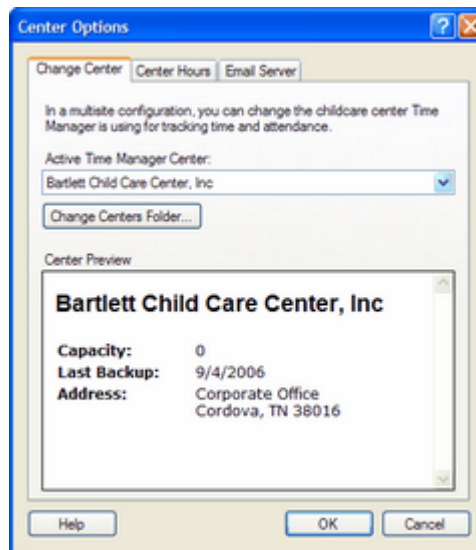 Center Options
Change Center Center Hours Email Server
In a multisite configuration, you can change the childcare center Time
Manager is using for tracking time and attendance.
Active Time Manager Center:
Bartlett Child Care Center, Inc
Change Centers Folder...
Center Preview
Bartlett Child Care Center, Inc
Capacity: 0
Last Backup: 9/4/2006
Address: Corporate Office
Cordova, TN 38016
Help OK Cancel